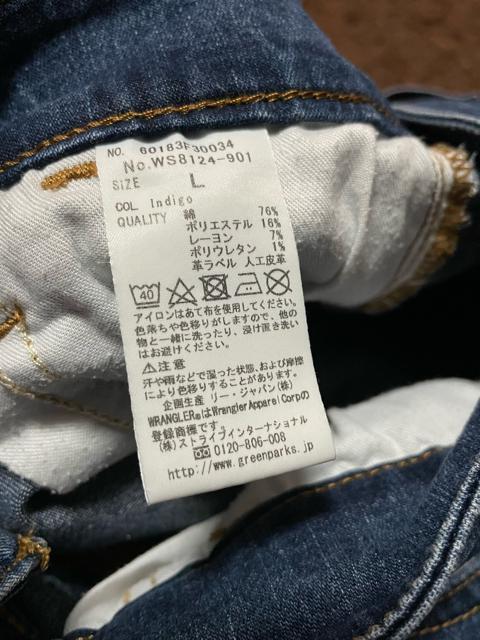 NO. 60183F30034
No.WS8124-901
SIZE L
COL Indigo
QUALITY 綿 76%
ポリエステル 16%
レーヨン 7%
ポリウレタン 1%
革ラベル 人工皮革
40
アイロンはあて布を使用してください。
色落ちや色移りがしますので、他の
物と一緒に洗ったり、浸け置き洗い
はお避けください。
⚠注意
汗や雨などで湿った状態、および摩擦
により色移りすることがあります。
企画生産 リー・ジャパン(株)
WRANGLER®はWrangler Apparel Corpの
登録商標です。
(株)ストライプインターナショナル
0120-806-008
http://www.greenparks.jp/